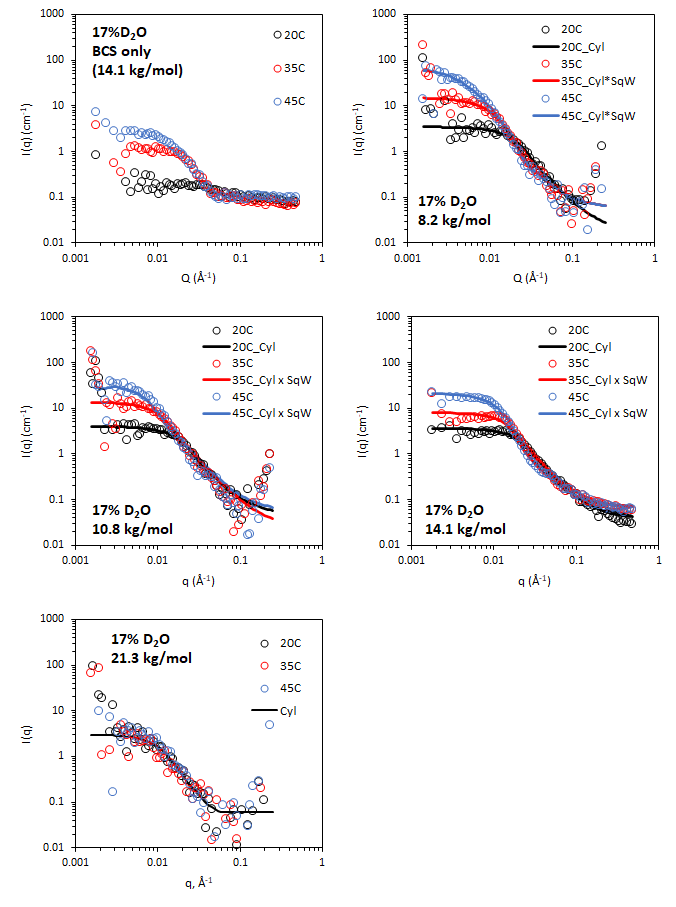 17%D2O
BCS only
(14.1 kg/mol)
20C
35C
45C
1000
100
10
1
0.1
0.01
0.001
0.01
0.1
1
I(q) (cm-1)
Q (Å-1)
20C
20C_Cyl
35C
35C_Cyl*SqW
45C
45C_Cyl*SqW
17% D2O
8.2 kg/mol
1000
100
10
1
0.1
0.01
0.001
0.01
0.1
1
I(q) (cm-1)
Q (Å-1)
20C
20C_Cyl
35C
35C_Cyl x SqW
45C
45C_Cyl x SqW
17% D2O
10.8 kg/mol
1000
100
10
1
0.1
0.01
0.001
0.01
0.1
1
I(q) (cm-1)
q (Å-1)
20C
20C_Cyl
35C
35C_Cyl x SqW
45C
45C_Cyl x SqW
17% D2O
14.1 kg/mol
1000
100
10
1
0.1
0.01
0.001
0.01
0.1
1
I(q) (cm-1)
q (Å-1)
17% D2O
21.3 kg/mol
20C
35C
45C
Cyl
1000
100
10
1
0.1
0.01
0.001
0.01
0.1
1
I(q)
q, Å-1